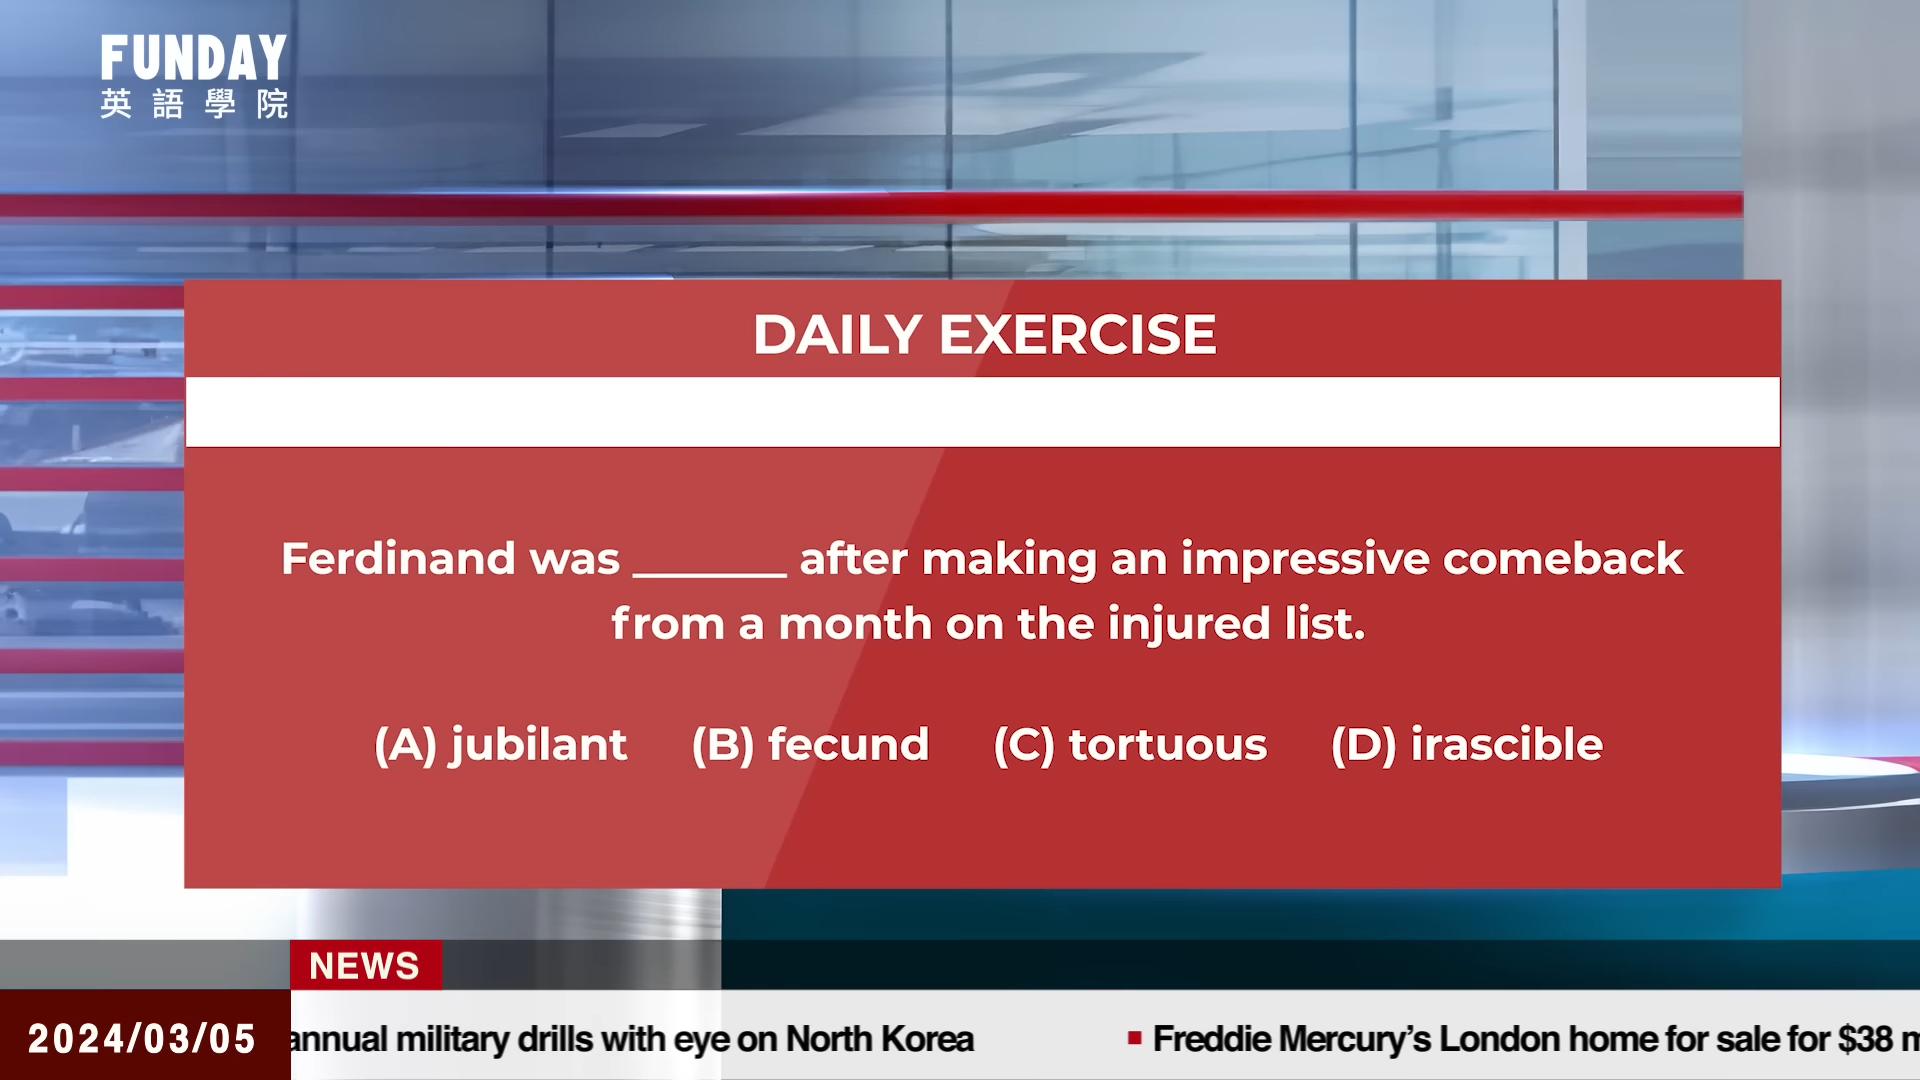 FUNDAY
英語學院
DAILY EXERCISE
Ferdinand was _______ after making an impressive comeback
from a month on the injured list.
(A) jubilant (B) fecund (C) tortuous (D) irascible
NEWS
2024/03/05 annual military drills with eye on North Korea ▪ Freddie Mercury's London home for sale for $38